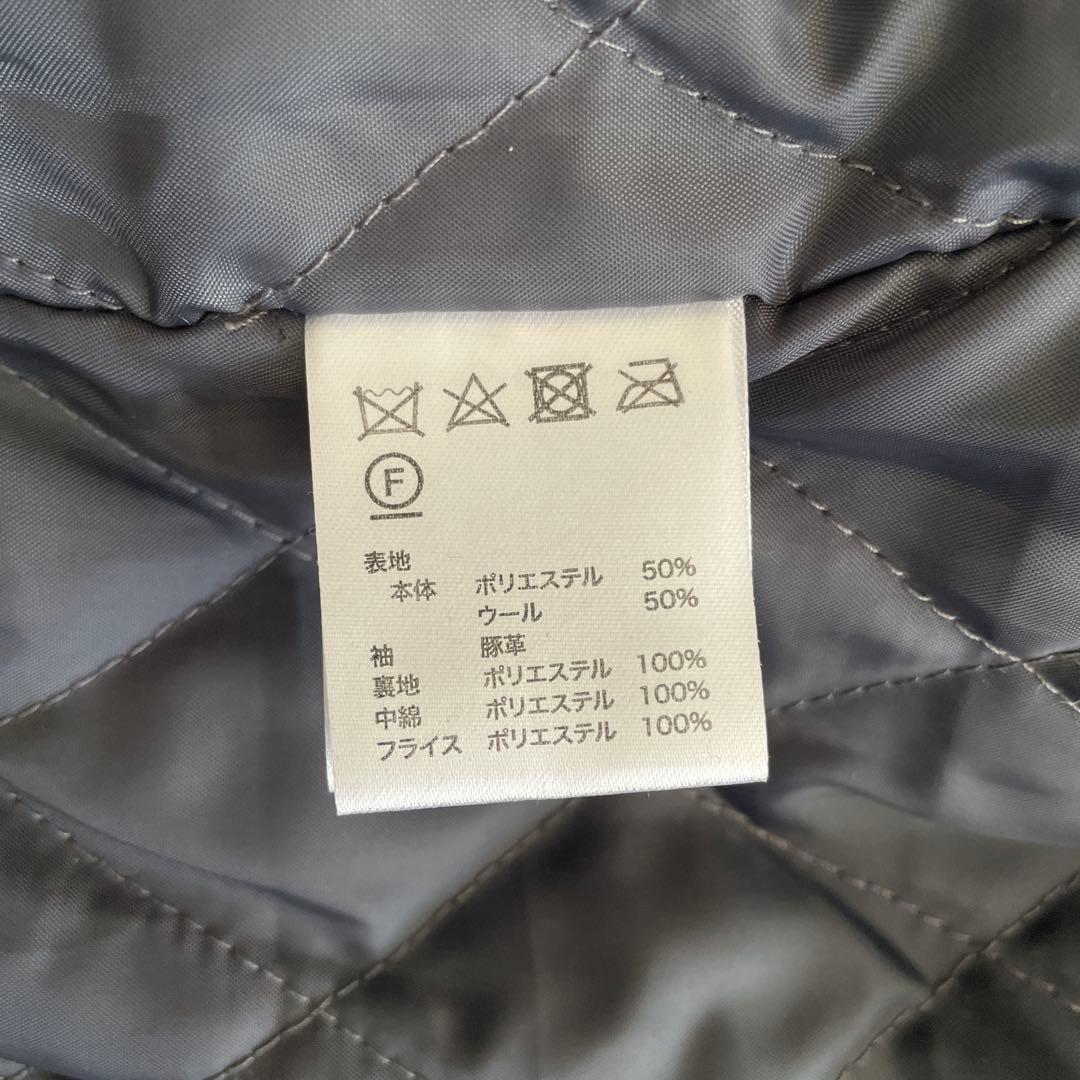 F
表地
本体 ポリエステル 50%
ウール 50%
袖 豚革
裏地 ポリエステル 100%
中綿 ポリエステル 100%
フライス ポリエステル 100%